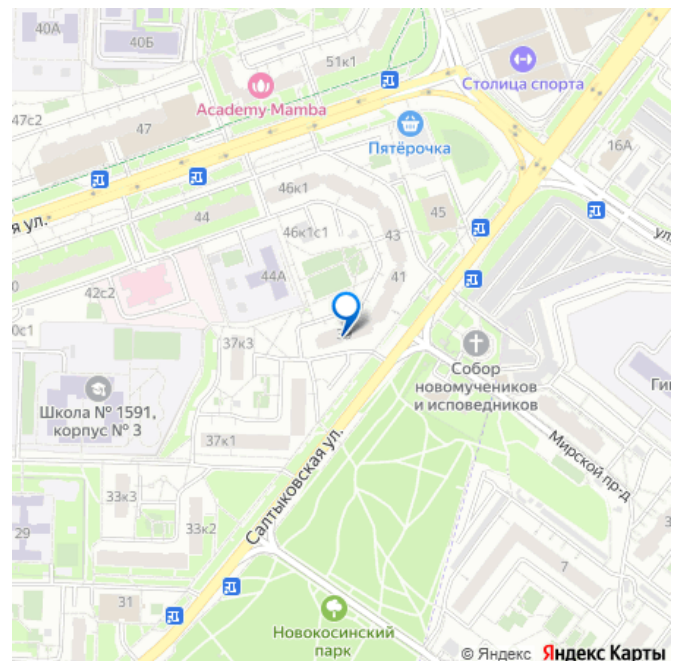 40А
40Б
51к1
Столица спорта
Academy Mamba
47с2
47
Пятёрочка
16А
46к1
44
45
я ул.
46к1с1
43
ул.
44А
41
42с2
0с1
37к3
Собор
новомучеников
и исповедников
Ги
Школа № 1591,
корпус № 3
37к1
Мирской пр-д
Салтыковская ул.
33к3
33к2
29
3
7
31
Новокосинский
парк
© Яндекс Яндекс Карты